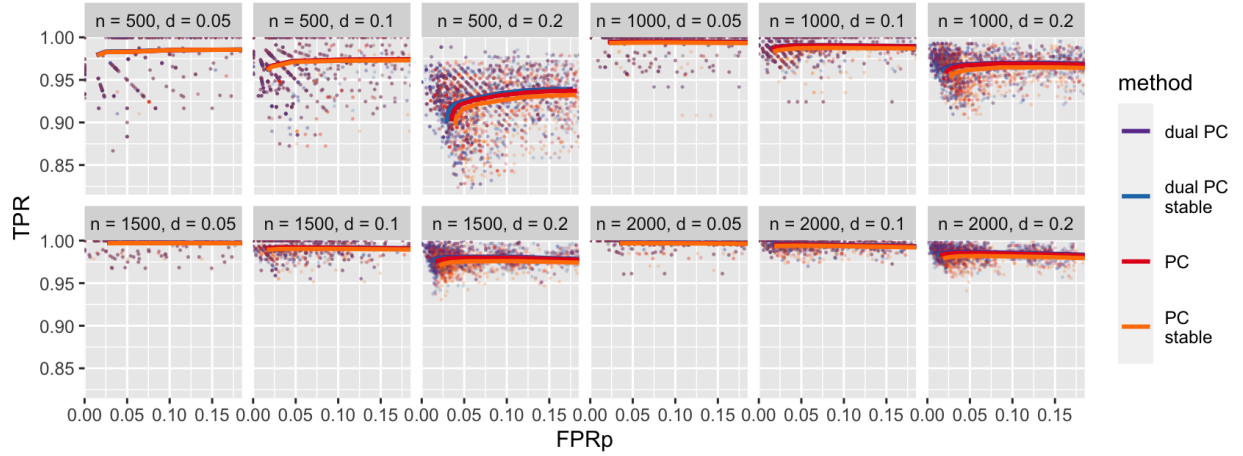 n = 500, d = 0.05
n = 500, d = 0.1
n = 500, d = 0.2
n = 1000, d = 0.05
n = 1000, d = 0.1
n = 1000, d = 0.2
1.00
0.95
0.90
0.85
n = 1500, d = 0.05
n = 1500, d = 0.1
n = 1500, d = 0.2
n = 2000, d = 0.05
n = 2000, d = 0.1
n = 2000, d = 0.2
1.00
0.95
0.90
0.85
TPR
0.00 0.05 0.10 0.15 0.00 0.05 0.10 0.15 0.00 0.05 0.10 0.15 0.00 0.05 0.10 0.15 0.00 0.05 0.10 0.15 0.00 0.05 0.10 0.15
FPRp
method
dual PC
dual PC
stable
PC
PC
stable